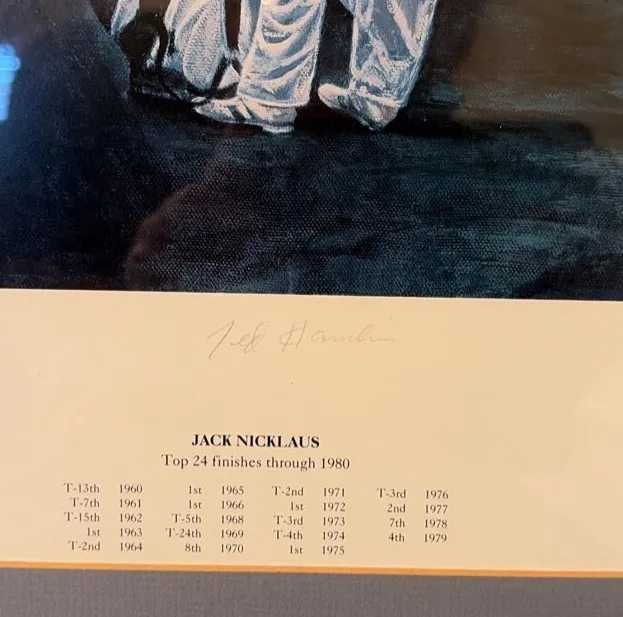 Ted Hamlin
JACK NICKLAUS
Top 24 finishes through 1980
T-13th 1960 1st 1965 T-2nd 1971 T-3rd 1976
T-7th 1961 1st 1966 1st 1972 2nd 1977
T-15th 1962 T-5th 1968 T-3rd 1973 7th 1978
1st 1963 T-24th 1969 T-4th 1974 4th 1979
T-2nd 1964 8th 1970 1st 1975